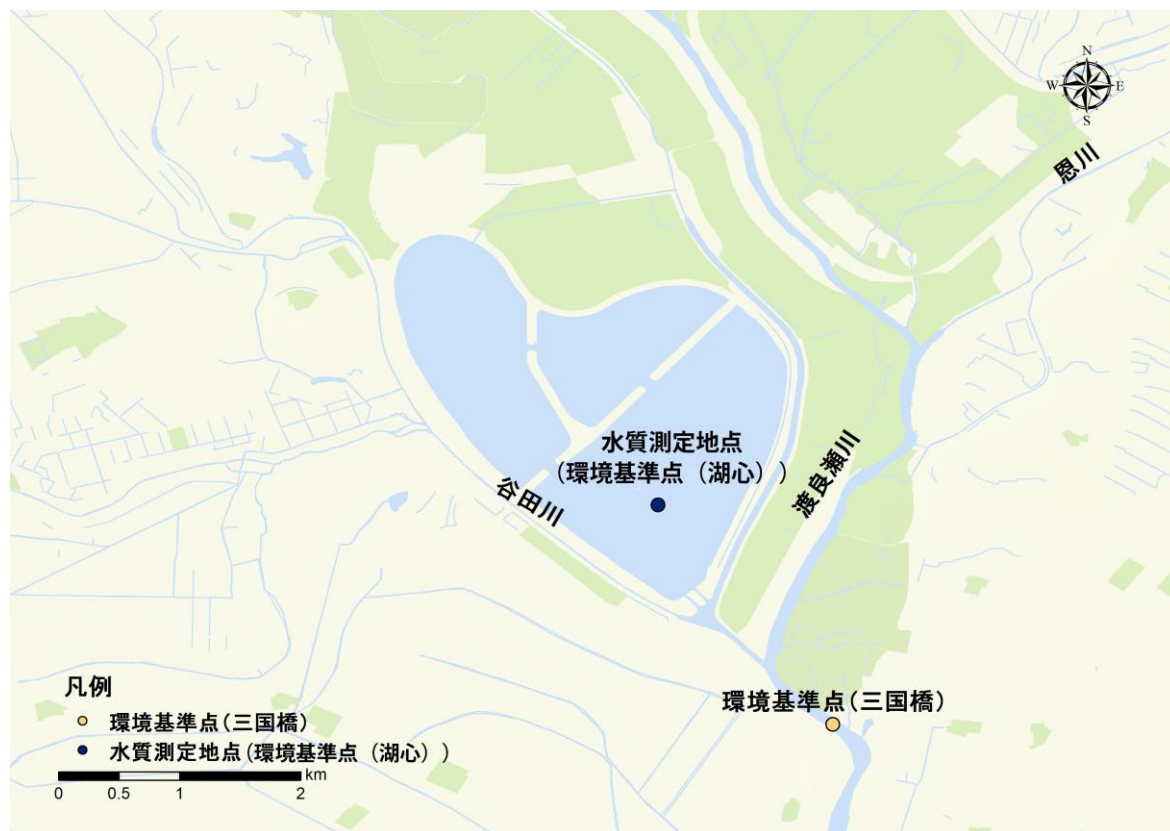 N
W
E
S
恩川
水質測定地点
(環境基準点（湖心）)
谷田川
渡良瀬川
環境基準点(三国橋)
凡例
環境基準点(三国橋)
水質測定地点(環境基準点（湖心）)
km
0 0.5 1 2